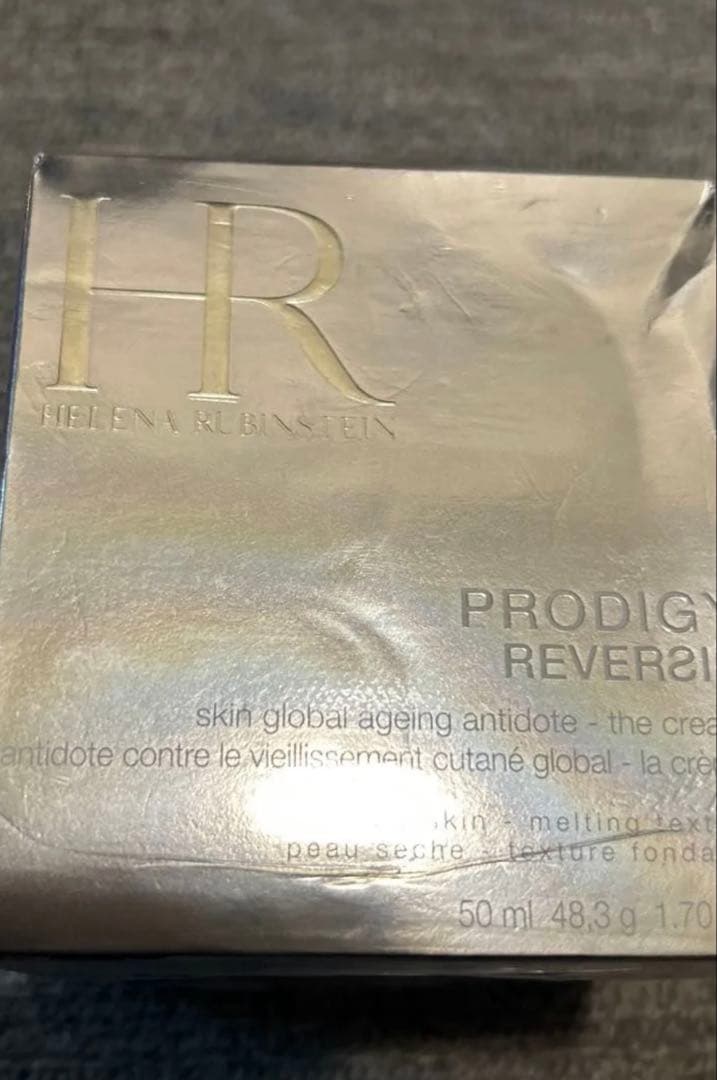 HR
HELENA RUBINSTEIN
PRODIGY
REVERSI
skin global ageing antidote - the crea
antidote contre le vieillissement cutané global - la crè
skin - melting text
peau seche - texture fonda
50 ml 48,3 g 1.70